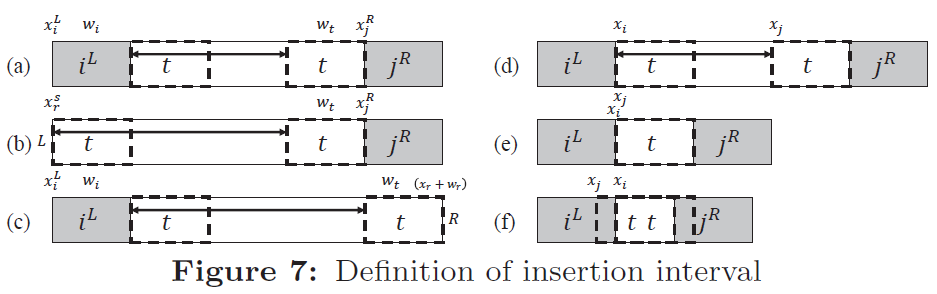 x_i^L w_i w_t x_j^R
(a) i^L t t j^R
x_r^s w_t x_j^R
(b) L t t j^R
x_i^L w_i w_t (x_r + w_r)
(c) i^L t t R
x_i x_j
(d) i^L t t j^R
x_j
x_i
(e) i^L t j^R
x_j x_i
(f) i^L t t j^R
Figure 7: Definition of insertion interval